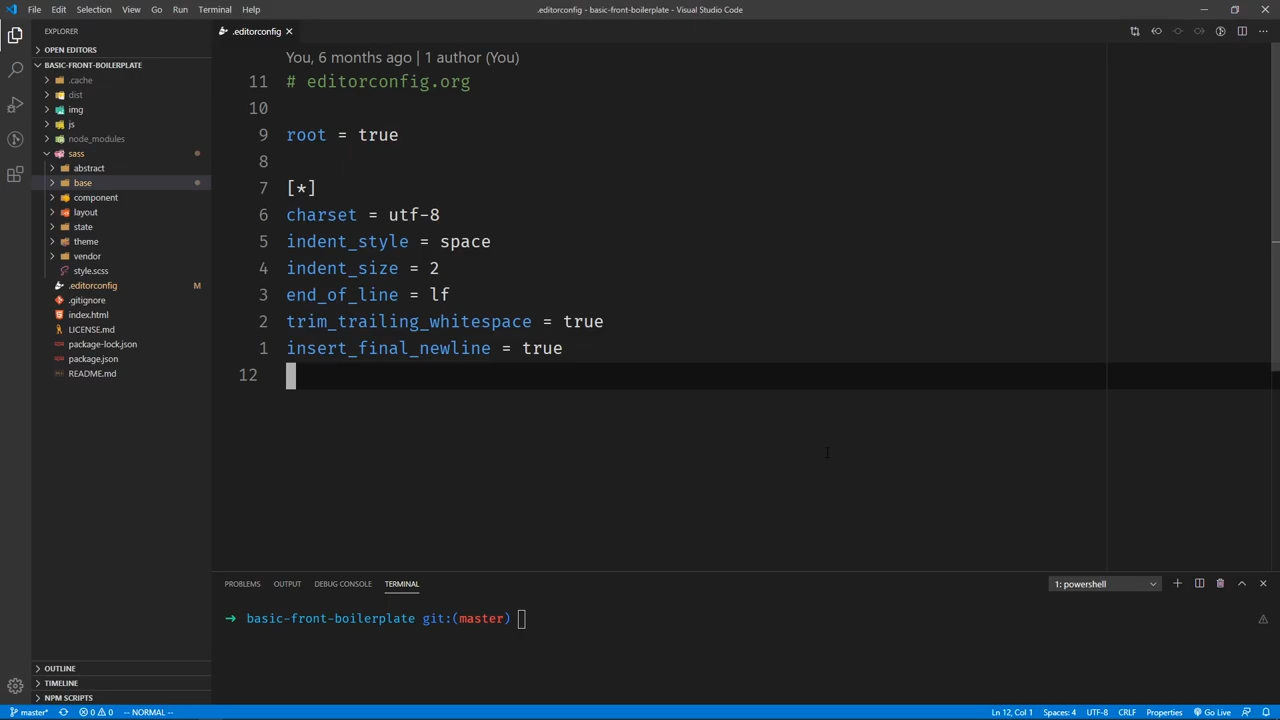 File Edit Selection View Go Run Terminal Help
.editorconfig - basic-front-boilerplate - Visual Studio Code
EXPLORER
OPEN EDITORS
BASIC-FRONT-BOILERPLATE
.cache
dist
img
js
node_modules
sass
abstract
base
component
layout
state
theme
vendor
style.scss
.editorconfig M
.gitignore
index.html
LICENSE.md
package-lock.json
package.json
README.md
OUTLINE
TIMELINE
NPM SCRIPTS
.editorconfig
You, 6 months ago | 1 author (You)
11 # editorconfig.org
10
9 root = true
8
7 [*]
6 charset = utf-8
5 indent_style = space
4 indent_size = 2
3 end_of_line = lf
2 trim_trailing_whitespace = true
1 insert_final_newline = true
12
PROBLEMS OUTPUT DEBUG CONSOLE TERMINAL
1: powershell
→ basic-front-boilerplate git:(master)
master* 0 0 -- NORMAL --
Ln 12, Col 1 Spaces: 4 UTF-8 CRLF Properties Go Live